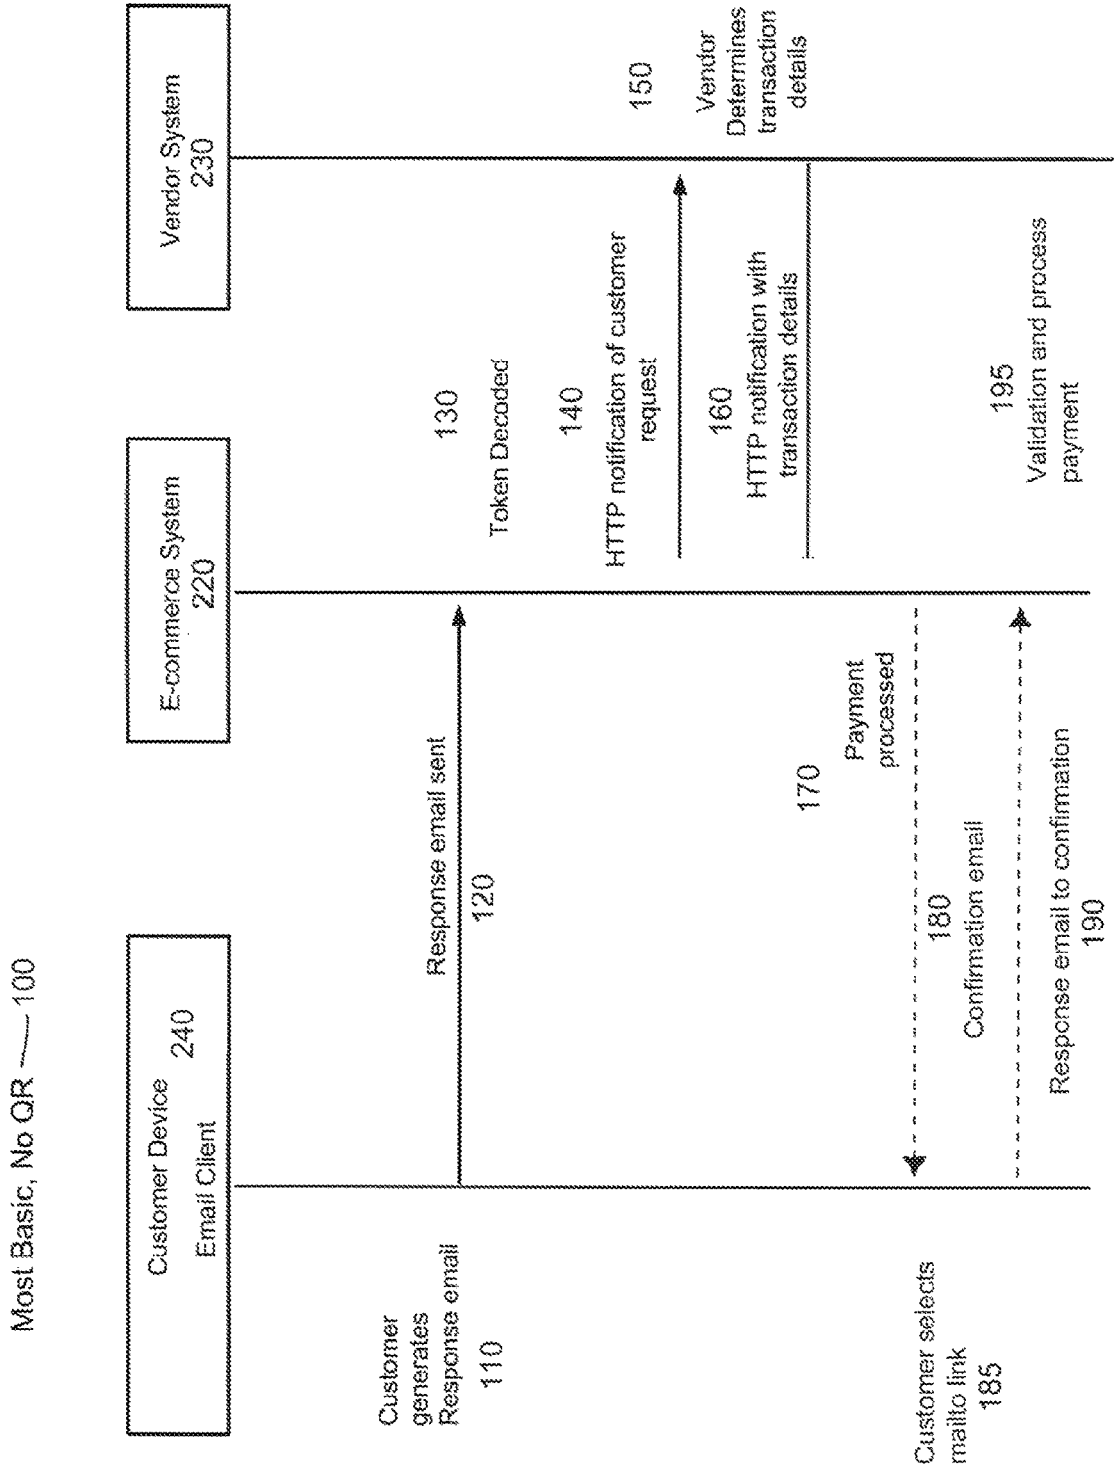 Most Basic, No QR — 100
Customer Device
240
Email Client
E-commerce System
220
Vendor System
230
Customer
generates
Response email
110
Response email sent
120
130
Token Decoded
140
HTTP notification of customer
request
150
Vendor
Determines
transaction
details
160
HTTP notification with
transaction details
170
Payment
processed
180
Confirmation email
Customer selects
mailto link
185
Response email to confirmation
190
195
Validation and process
payment